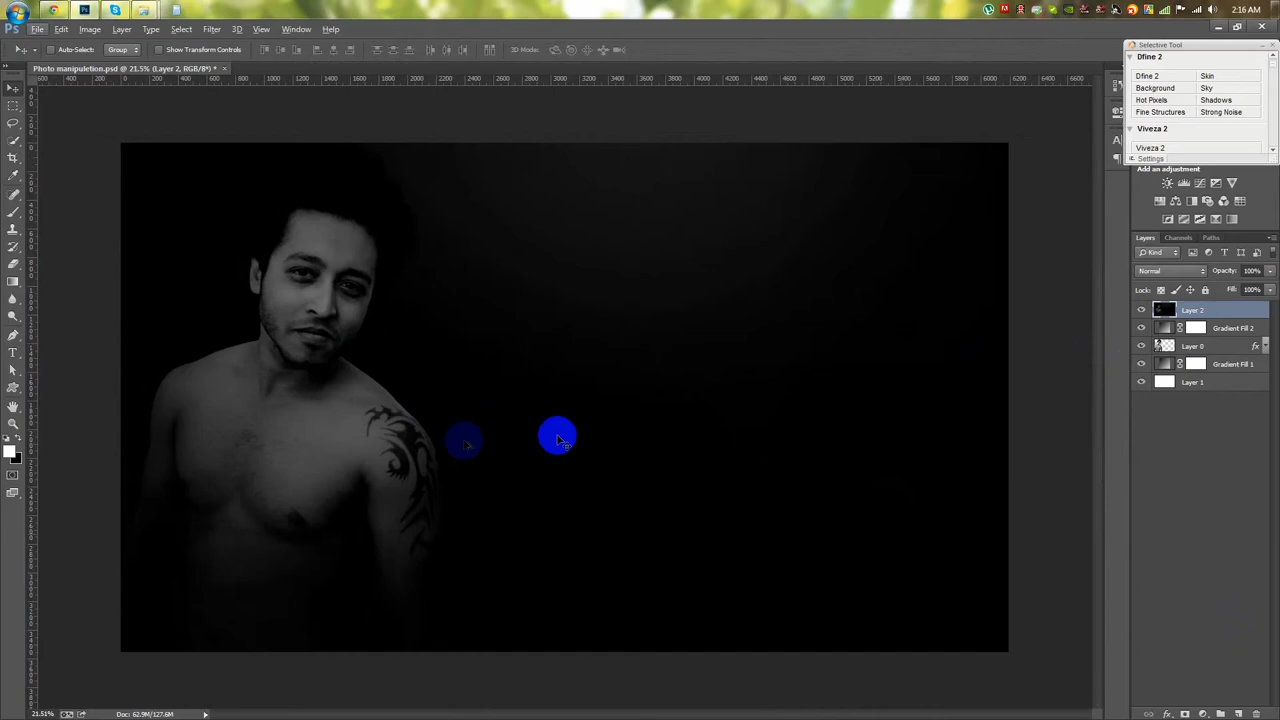 2:16 AM
Ps File Edit Image Layer Type Select Filter 3D View Window Help
Auto-Select: Group Show Transform Controls 3D Mode:
Selective Tool
Photo manipuletion.psd @ 21.5% (Layer 2, RGB/8*) * ×
Dfine 2
Dfine 2 Skin
Background Sky
Hot Pixels Shadows
Fine Structures Strong Noise
Viveza 2
Viveza 2
Settings
Add an adjustment
Layers Channels Paths
Kind
Normal Opacity: 100%
Lock: Fill: 100%
Layer 2
Gradient Fill 2
Layer 0 fx
Gradient Fill 1
Layer 1
21.51% Doc: 62.9M/127.6M